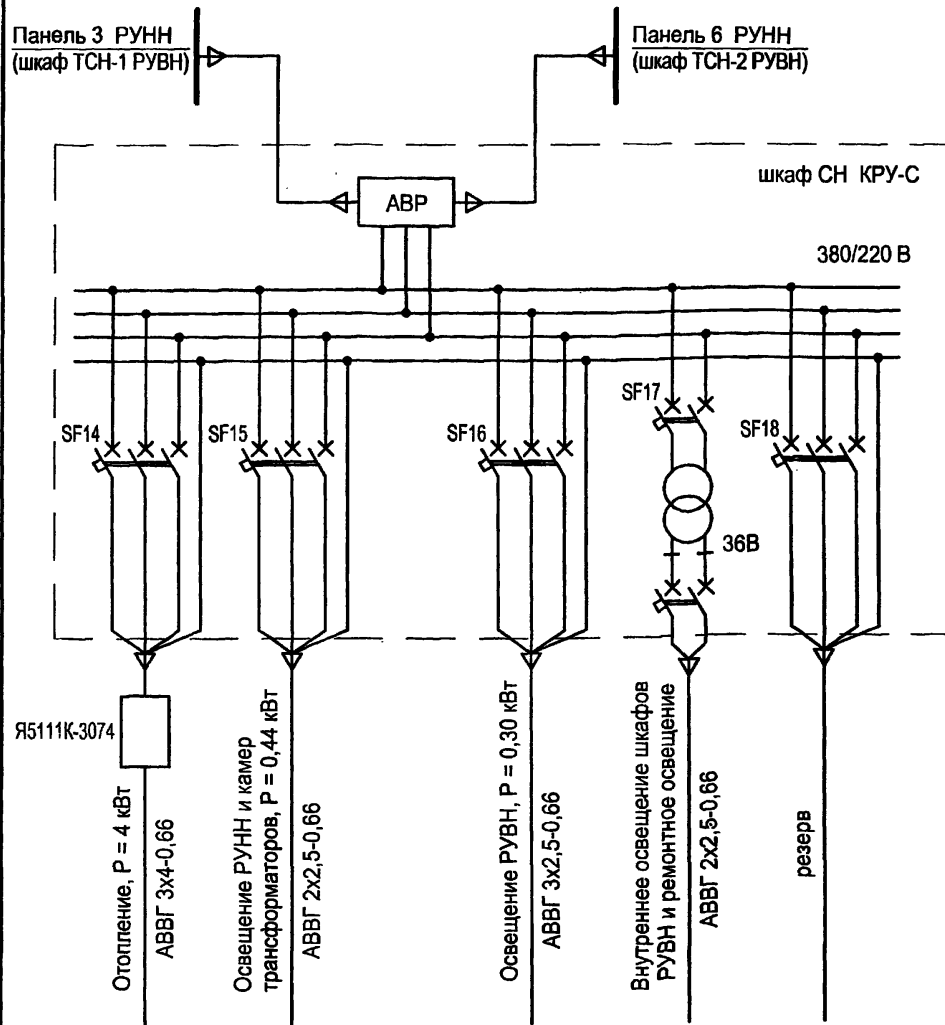 Панель 3 РУНН
(шкаф ТСН-1 РУВН)
Панель 6 РУНН
(шкаф ТСН-2 РУВН)
шкаф СН КРУ-С
АВР
380/220 В
SF14
SF15
SF16
SF17
SF18
36В
Я5111К-3074
Отопление, Р = 4 кВт
АВВГ 3х4-0,66
Освещение РУНН и камер
трансформаторов, Р = 0,44 кВт
АВВГ 2х2,5-0,66
Освещение РУВН, Р = 0,30 кВт
АВВГ 3х2,5-0,66
Внутреннее освещение шкафов
РУВН и ремонтное освещение
АВВГ 2х2,5-0,66
резерв